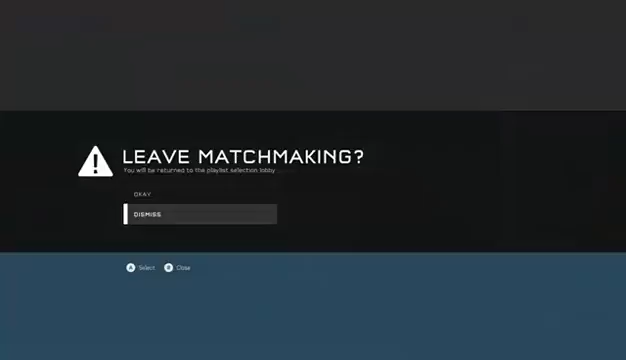 LEAVE MATCHMAKING?
You will be returned to the playlist selection lobby
OKAY
DISMISS
A Select B Close